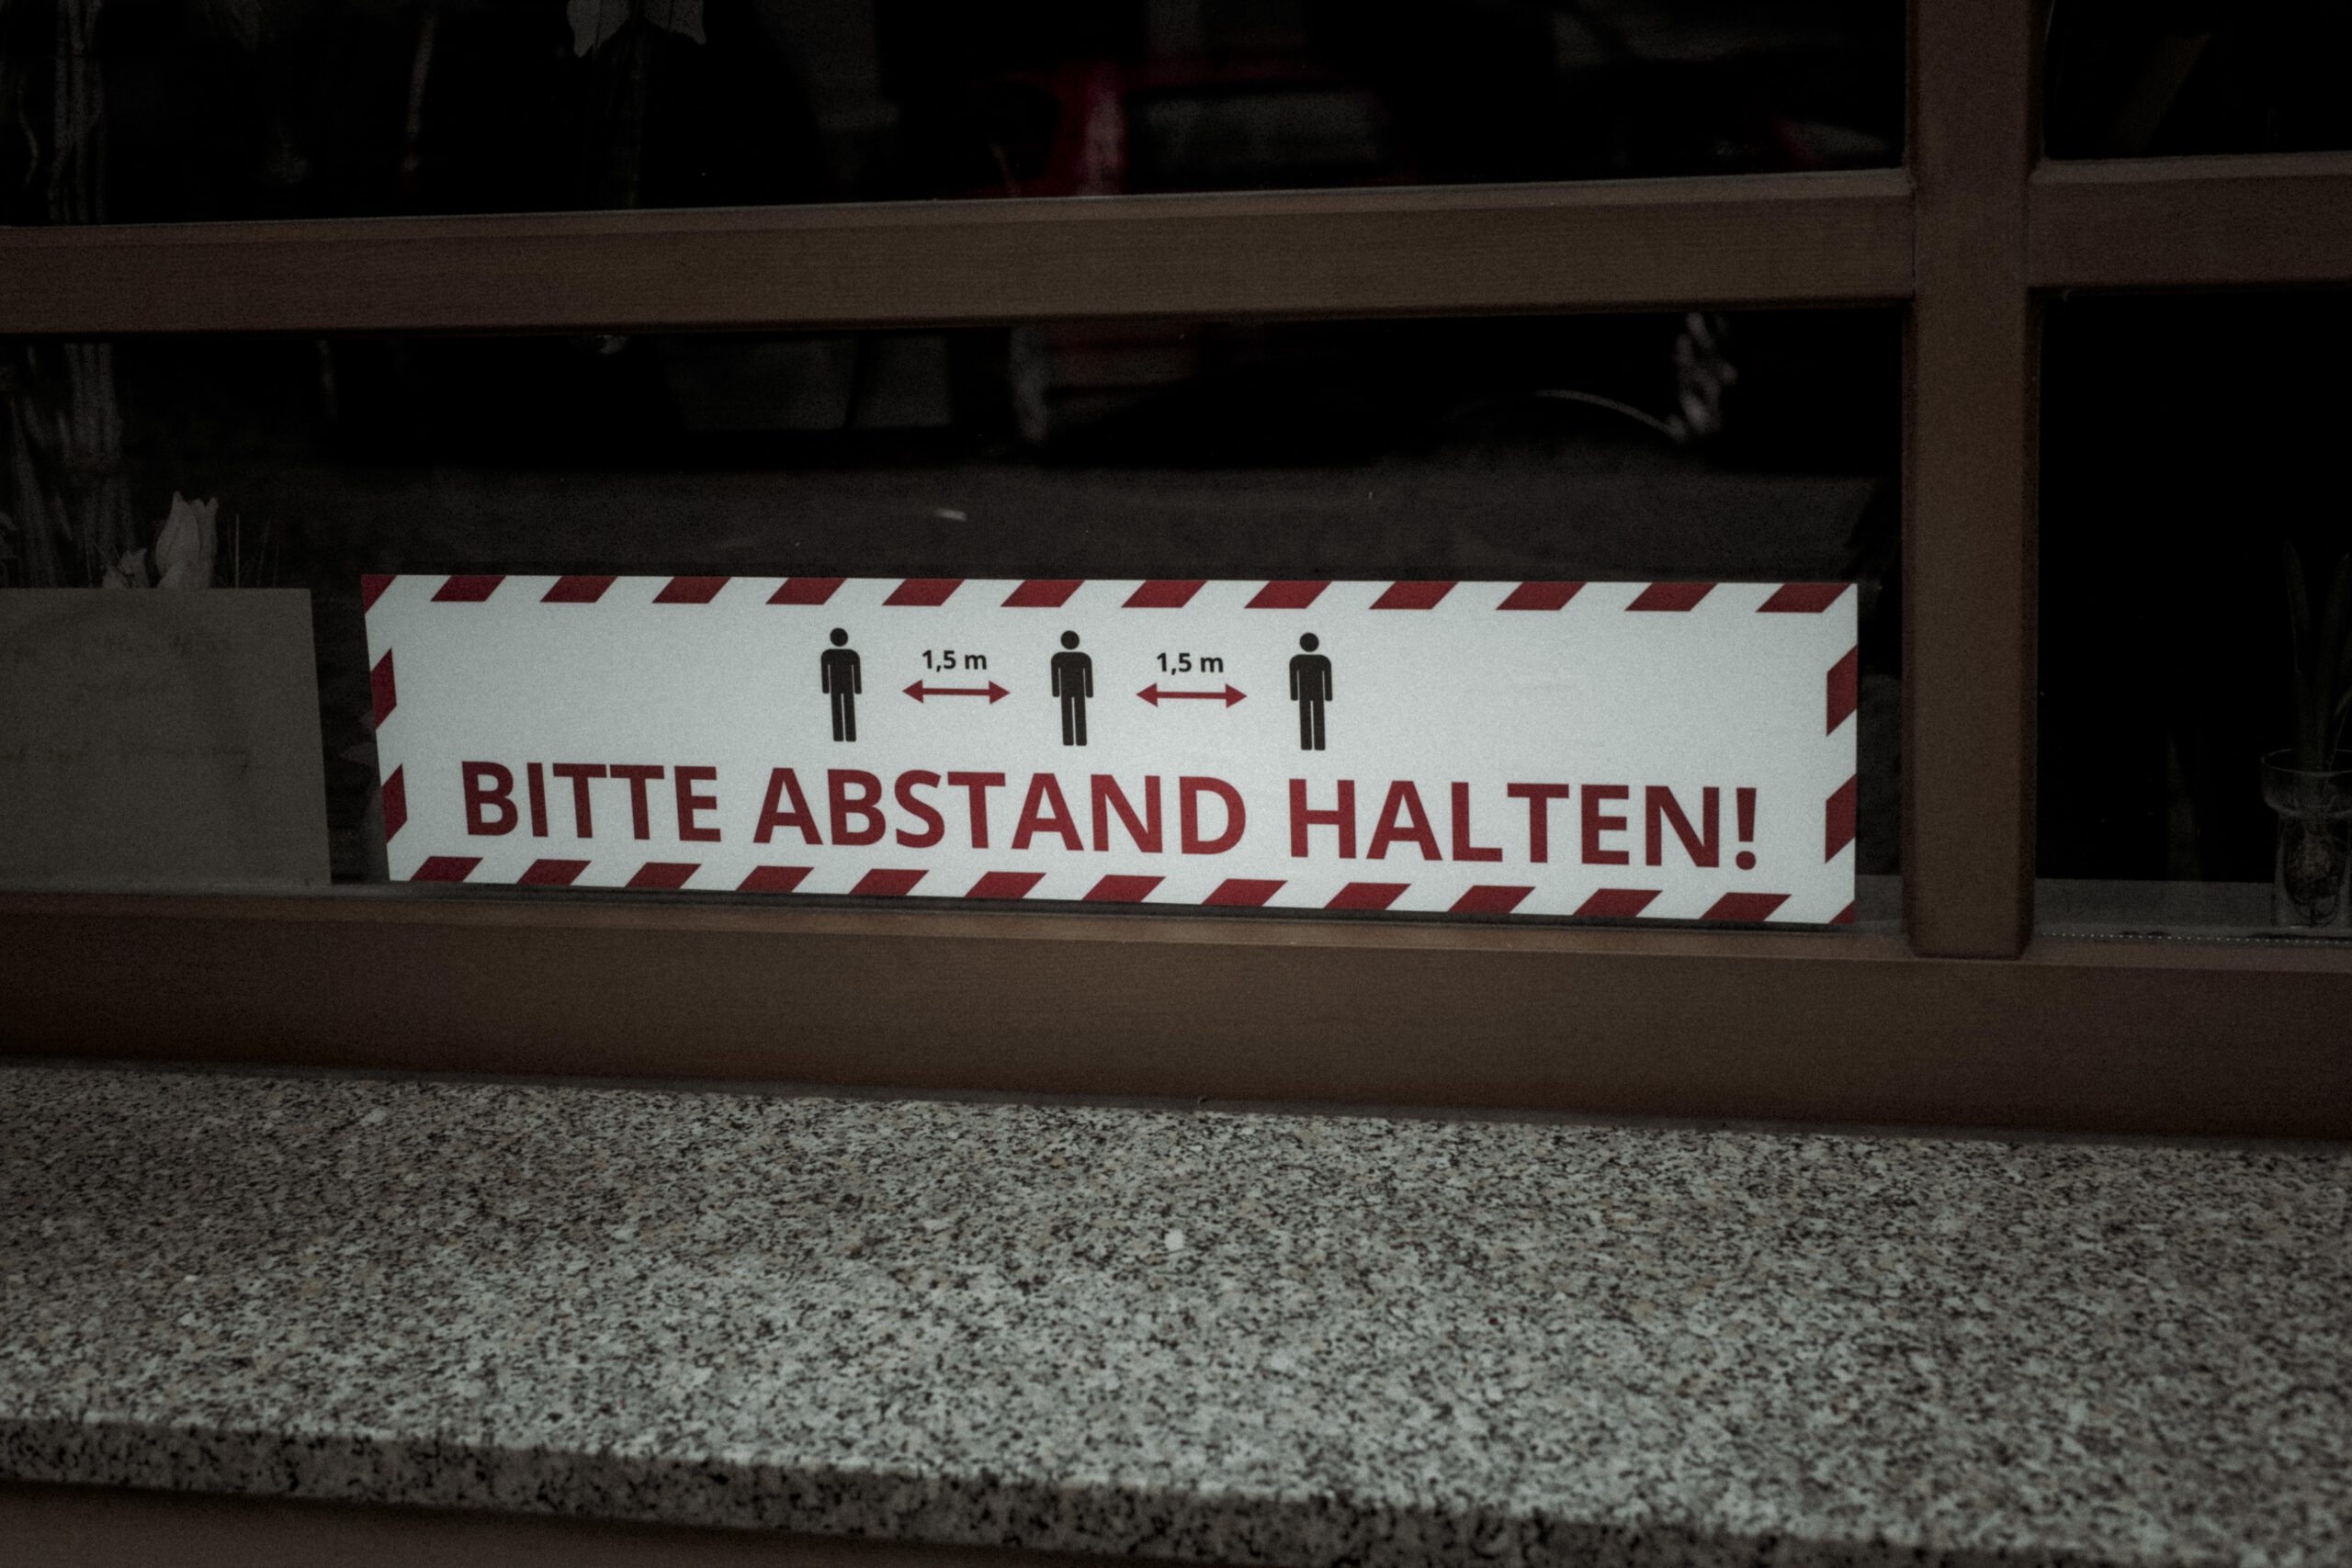 1,5 m 1,5 m
BITTE ABSTAND HALTEN!